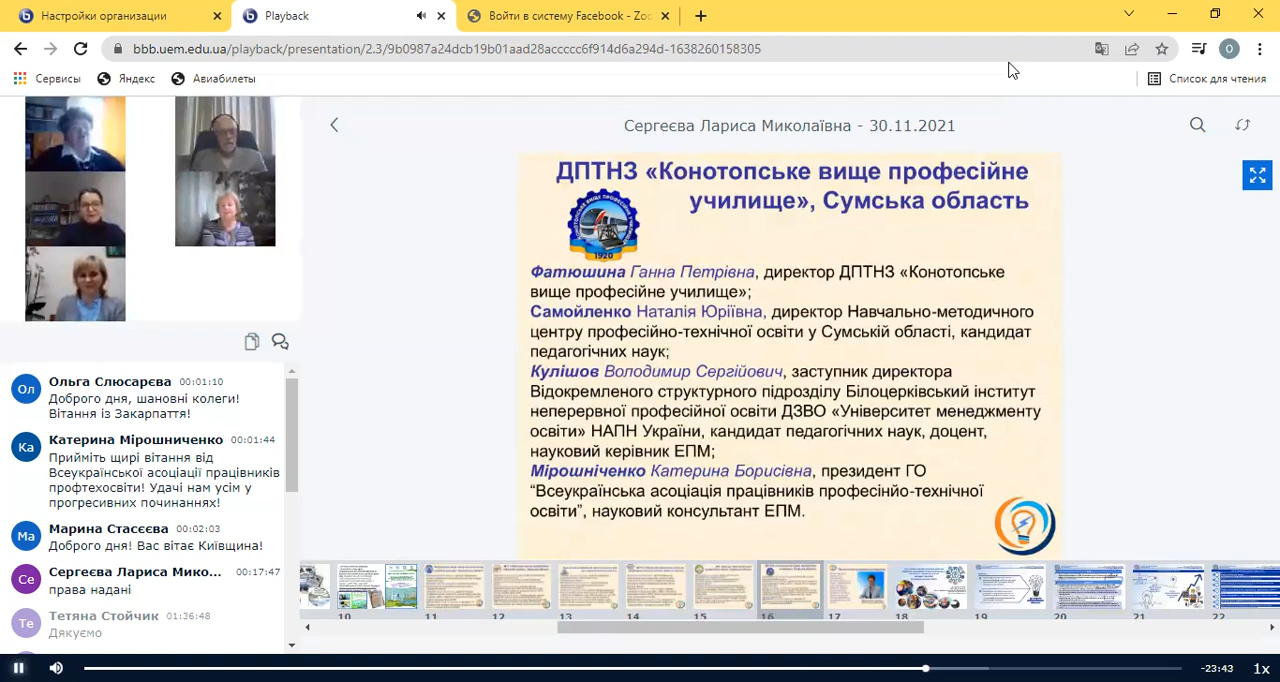 Настройки организации
Playback
Войти в систему Facebook - Zoo
bbb.uem.edu.ua/playback/presentation/2.3/9b0987a24dcb19b01aad28accccc6f914d6a294d-1638260158305
О
Сервисы
Яндекс
Авиабилеты
Список для чтения
Сергеєва Лариса Миколаївна - 30.11.2021
ДПТНЗ «Конотопське вище професійне
училище», Сумська область
1920
Фатюшина Ганна Петрівна, директор ДПТНЗ «Конотопське
вище професійне училище»;
Самойленко Наталія Юріївна, директор Навчально-методичного
центру професійно-технічної освіти у Сумській області, кандидат
педагогічних наук;
Кулішов Володимир Сергійович, заступник директора
Відокремленого структурного підрозділу Білоцерківський інститут
неперервної професійної освіти ДЗВО «Університет менеджменту
освіти» НАПН України, кандидат педагогічних наук, доцент,
науковий керівник ЕПМ;
Мірошніченко Катерина Борисівна, президент ГО
“Всеукраїнська асоціація працівників професінйо-технічної
освіти”, науковий консультант ЕПМ.
Ол
Ольга Слюсарєва 00:01:10
Доброго дня, шановні колеги!
Вітання із Закарпаття!
Ка
Катерина Мірошниченко 00:01:44
Прийміть щирі вітання від
Всеукраїнської асоціації працівників
профтехосвіти! Удачі нам усім у
прогресивних починаннях!
Ма
Марина Стасєєва 00:02:03
Доброго дня! Вас вітає Київщина!
Се
Сергеєва Лариса Мико... 00:17:47
права надані
Те
Тетяна Стойчик 01:36:48
Дякуємо
10 11 12 13 14 15 16 17 18 19 20 21 22
-23:43 1x